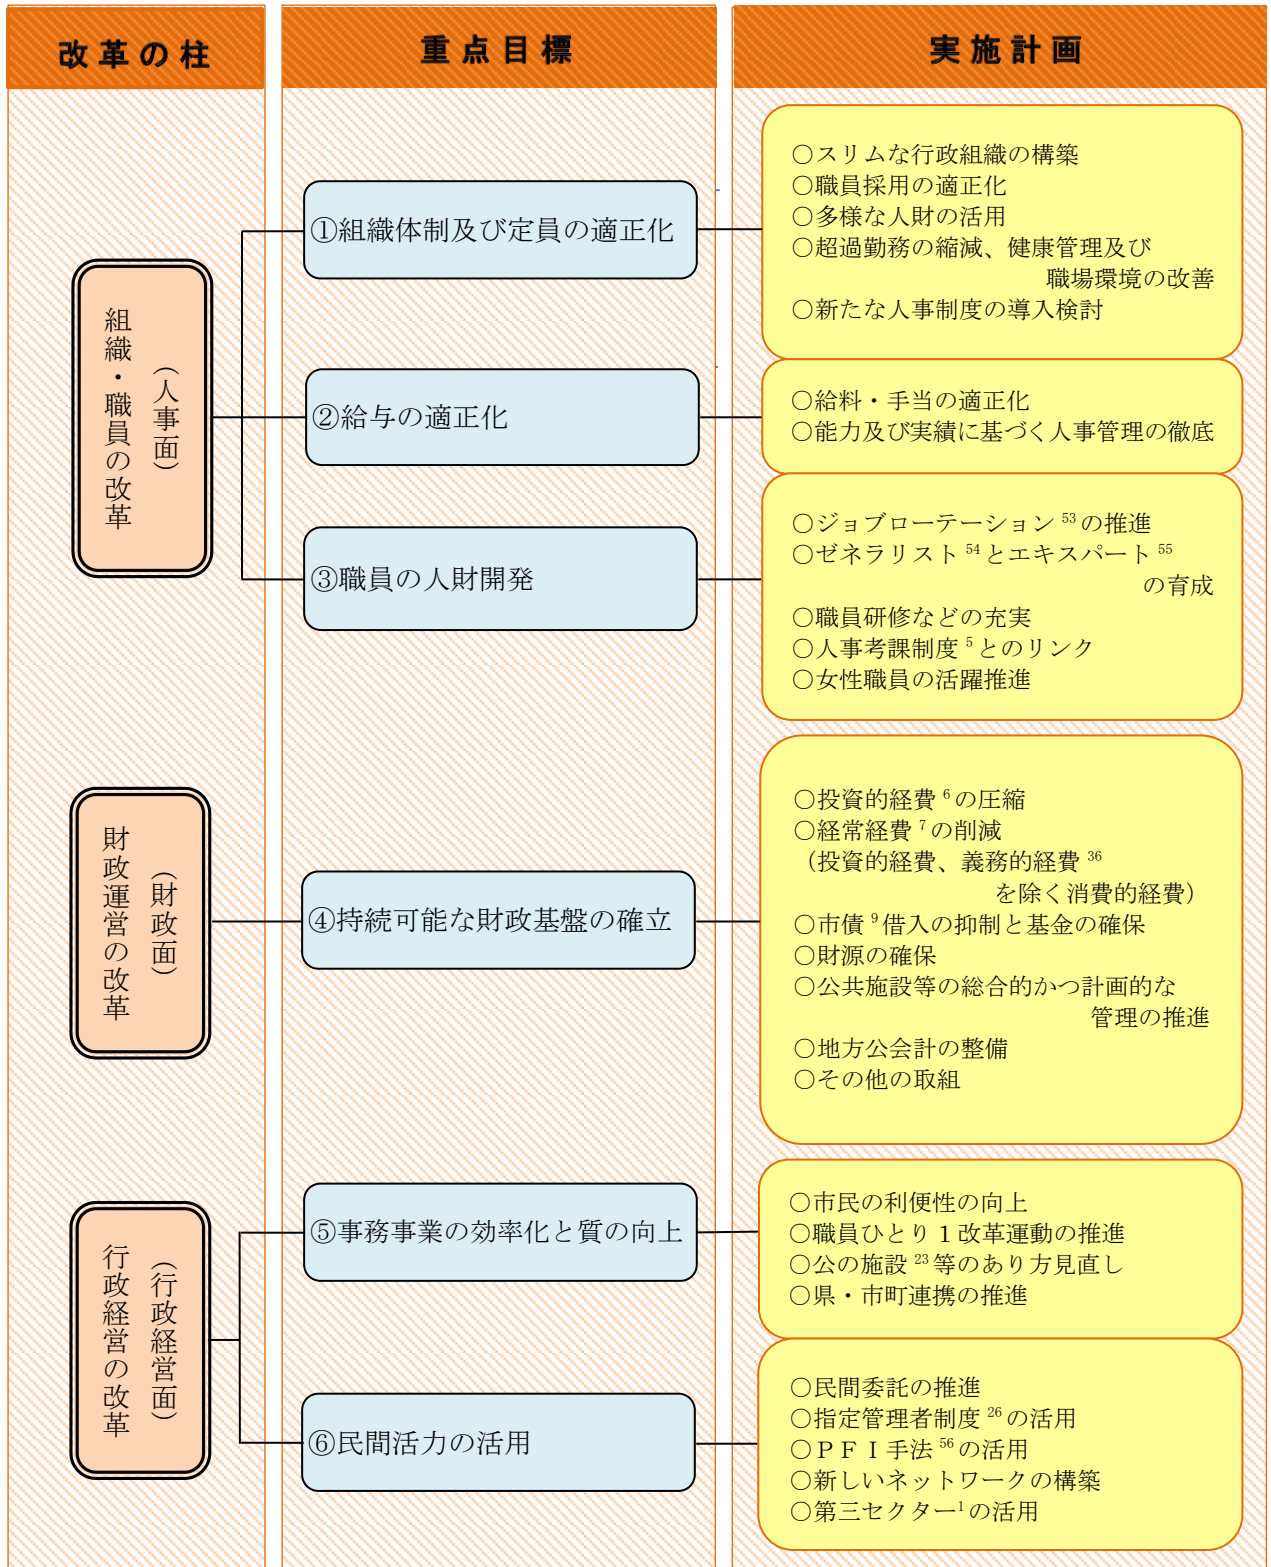 改革の柱
重点目標
実施計画
組織・職員の改革
（人事面）
①組織体制及び定員の適正化
○スリムな行政組織の構築
○職員採用の適正化
○多様な人財の活用
○超過勤務の縮減、健康管理及び
職場環境の改善
○新たな人事制度の導入検討
②給与の適正化
○給料・手当の適正化
○能力及び実績に基づく人事管理の徹底
③職員の人財開発
○ジョブローテーション53の推進
○ゼネラリスト54とエキスパート55
の育成
○職員研修などの充実
○人事考課制度5とのリンク
○女性職員の活躍推進
財政運営の改革
（財政面）
④持続可能な財政基盤の確立
○投資的経費6の圧縮
○経常経費7の削減
（投資的経費、義務的経費36
を除く消費的経費）
○市債9借入の抑制と基金の確保
○財源の確保
○公共施設等の総合的かつ計画的な
管理の推進
○地方公会計の整備
○その他の取組
行政経営の改革
（行政経営面）
⑤事務事業の効率化と質の向上
○市民の利便性の向上
○職員ひとり１改革運動の推進
○公の施設23等のあり方見直し
○県・市町連携の推進
⑥民間活力の活用
○民間委託の推進
○指定管理者制度26の活用
○ＰＦＩ手法56の活用
○新しいネットワークの構築
○第三セクター1の活用